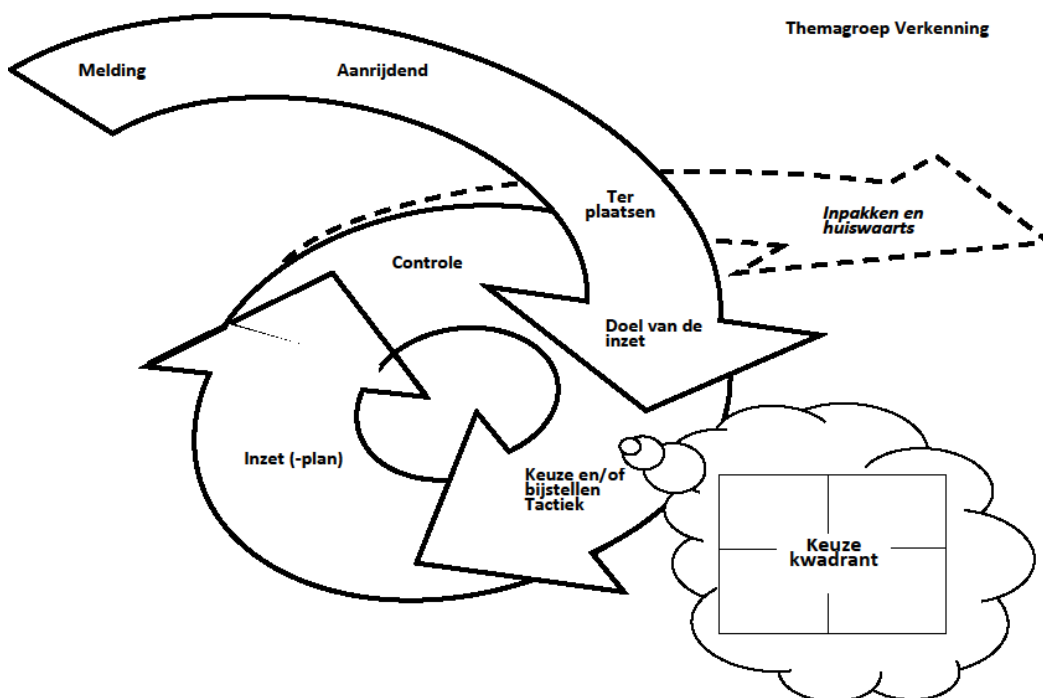 Themagroep Verkenning
Melding
Aanrijdend
Ter
plaatsen
Inpakken en
huiswaarts
Controle
Doel van de
inzet
Inzet (-plan)
Keuze en/of
bijstellen
Tactiek
Keuze
kwadrant